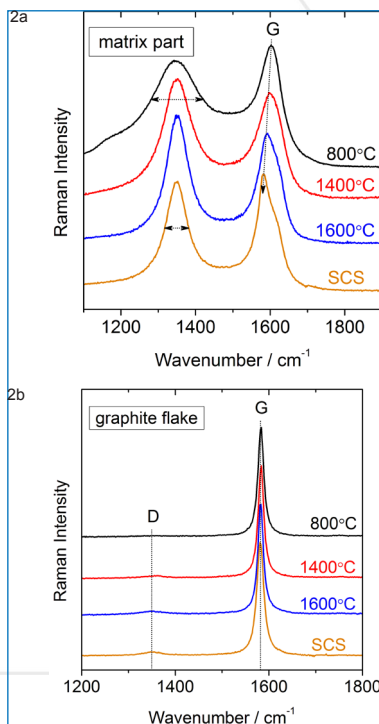 2a
matrix part
G
800°C
1400°C
1600°C
SCS
Raman Intensity
1200 1400 1600 1800
Wavenumber / cm-1
2b
graphite flake
G
D
800°C
1400°C
1600°C
SCS
Raman Intensity
1200 1400 1600 1800
Wavenumber / cm-1